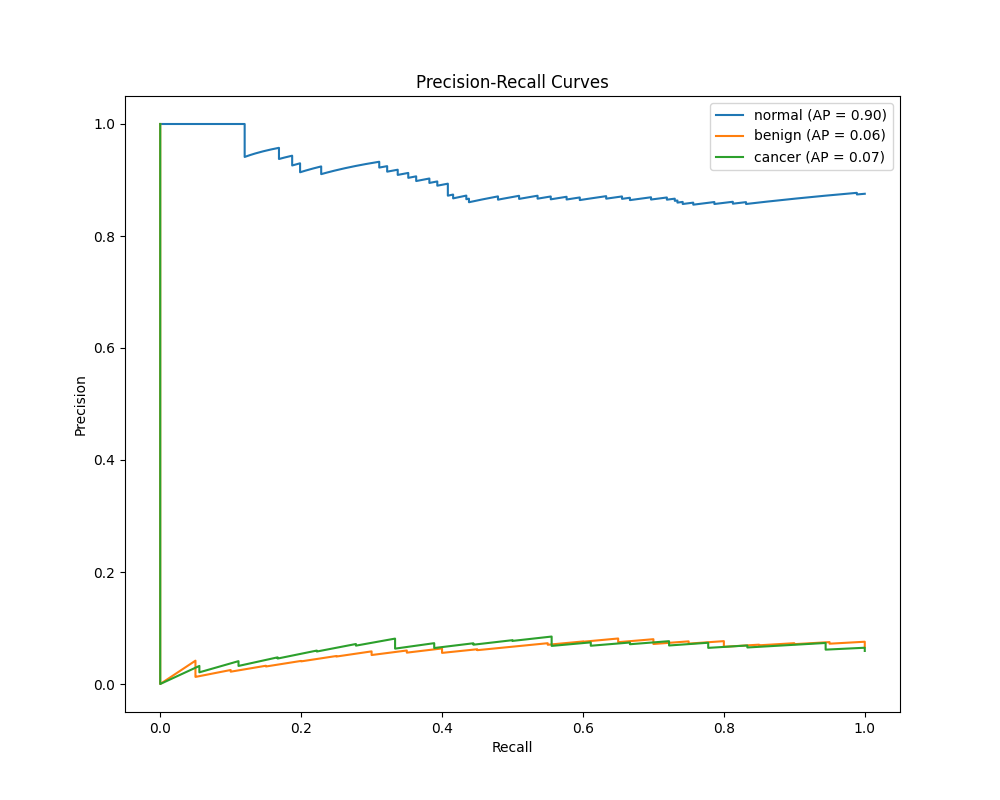 Precision-Recall Curves
normal (AP = 0.90)
benign (AP = 0.06)
cancer (AP = 0.07)
1.0
0.8
0.6
0.4
0.2
0.0
Precision
0.0 0.2 0.4 0.6 0.8 1.0
Recall